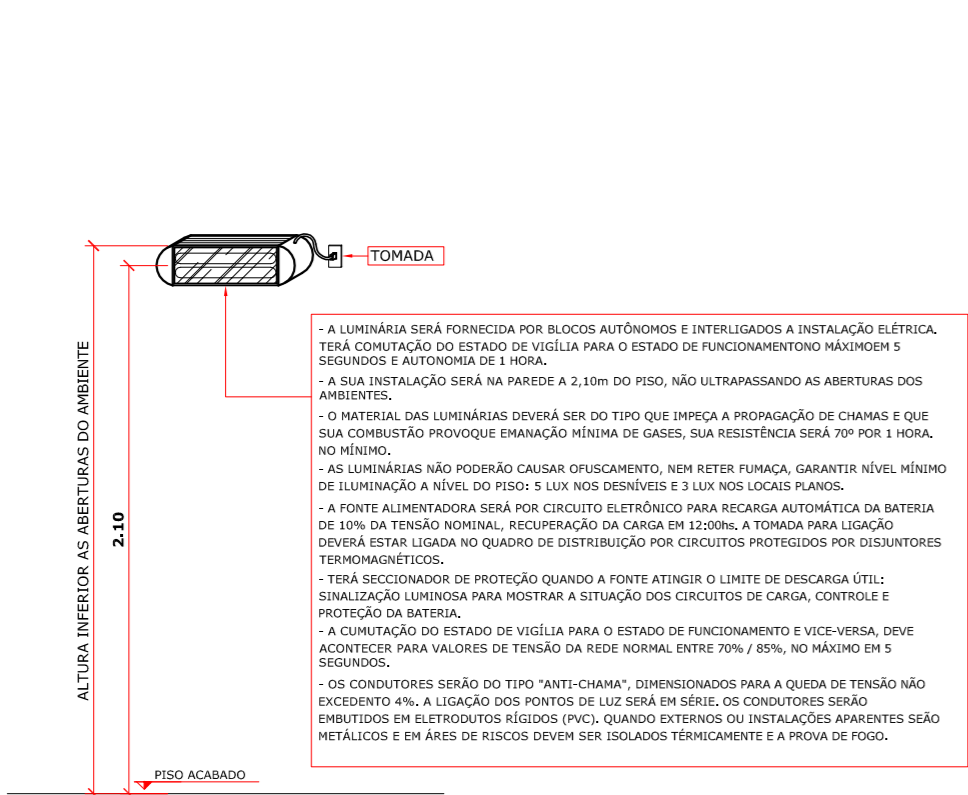 TOMADA
- A LUMINÁRIA SERÁ FORNECIDA POR BLOCOS AUTÔNOMOS E INTERLIGADOS A INSTALAÇÃO ELÉTRICA.
TERÁ COMUTAÇÃO DO ESTADO DE VIGÍLIA PARA O ESTADO DE FUNCIONAMENTONO MÁXIMOEM 5
SEGUNDOS E AUTONOMIA DE 1 HORA.
- A SUA INSTALAÇÃO SERÁ NA PAREDE A 2,10m DO PISO, NÃO ULTRAPASSANDO AS ABERTURAS DOS
AMBIENTES.
- O MATERIAL DAS LUMINÁRIAS DEVERÁ SER DO TIPO QUE IMPEÇA A PROPAGAÇÃO DE CHAMAS E QUE
SUA COMBUSTÃO PROVOQUE EMANAÇÃO MÍNIMA DE GASES, SUA RESISTÊNCIA SERÁ 70º POR 1 HORA.
NO MÍNIMO.
- AS LUMINÁRIAS NÃO PODERÃO CAUSAR OFUSCAMENTO, NEM RETER FUMAÇA, GARANTIR NÍVEL MÍNIMO
DE ILUMINAÇÃO A NÍVEL DO PISO: 5 LUX NOS DESNÍVEIS E 3 LUX NOS LOCAIS PLANOS.
- A FONTE ALIMENTADORA SERÁ POR CIRCUITO ELETRÔNICO PARA RECARGA AUTOMÁTICA DA BATERIA
DE 10% DA TENSÃO NOMINAL, RECUPERAÇÃO DA CARGA EM 12:00hs. A TOMADA PARA LIGAÇÃO
DEVERÁ ESTAR LIGADA NO QUADRO DE DISTRIBUIÇÃO POR CIRCUITOS PROTEGIDOS POR DISJUNTORES
TERMOMAGNÉTICOS.
- TERÁ SECCIONADOR DE PROTEÇÃO QUANDO A FONTE ATINGIR O LIMITE DE DESCARGA ÚTIL:
SINALIZAÇÃO LUMINOSA PARA MOSTRAR A SITUAÇÃO DOS CIRCUITOS DE CARGA, CONTROLE E
PROTEÇÃO DA BATERIA.
- A CUMUTAÇÃO DO ESTADO DE VIGÍLIA PARA O ESTADO DE FUNCIONAMENTO E VICE-VERSA, DEVE
ACONTECER PARA VALORES DE TENSÃO DA REDE NORMAL ENTRE 70% / 85%, NO MÁXIMO EM 5
SEGUNDOS.
- OS CONDUTORES SERÃO DO TIPO "ANTI-CHAMA", DIMENSIONADOS PARA A QUEDA DE TENSÃO NÃO
EXCEDENTO 4%. A LIGAÇÃO DOS PONTOS DE LUZ SERÁ EM SÉRIE. OS CONDUTORES SERÃO
EMBUTIDOS EM ELETRODUTOS RÍGIDOS (PVC). QUANDO EXTERNOS OU INSTALAÇÕES APARENTES SEÃO
METÁLICOS E EM ÁRES DE RISCOS DEVEM SER ISOLADOS TÉRMICAMENTE E A PROVA DE FOGO.
ALTURA INFERIOR AS ABERTURAS DO AMBIENTE
2.10
PISO ACABADO